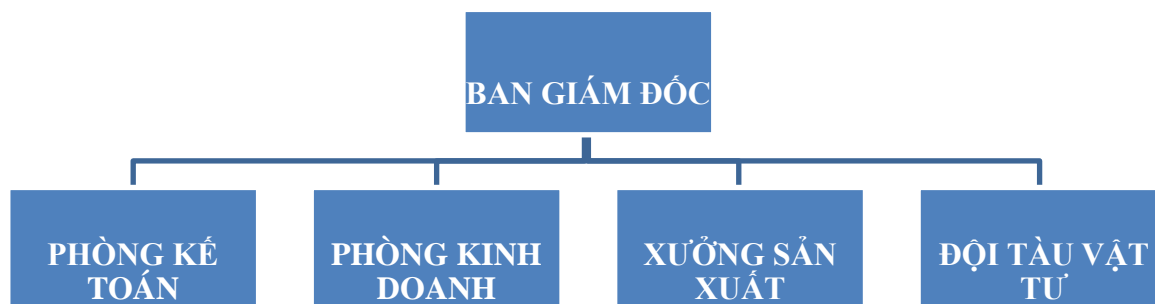 BAN GIÁM ĐỐC
PHÒNG KẾ
TOÁN
PHÒNG KINH
DOANH
XƯỞNG SẢN
XUẤT
ĐỘI TÀU VẬT
TƯ